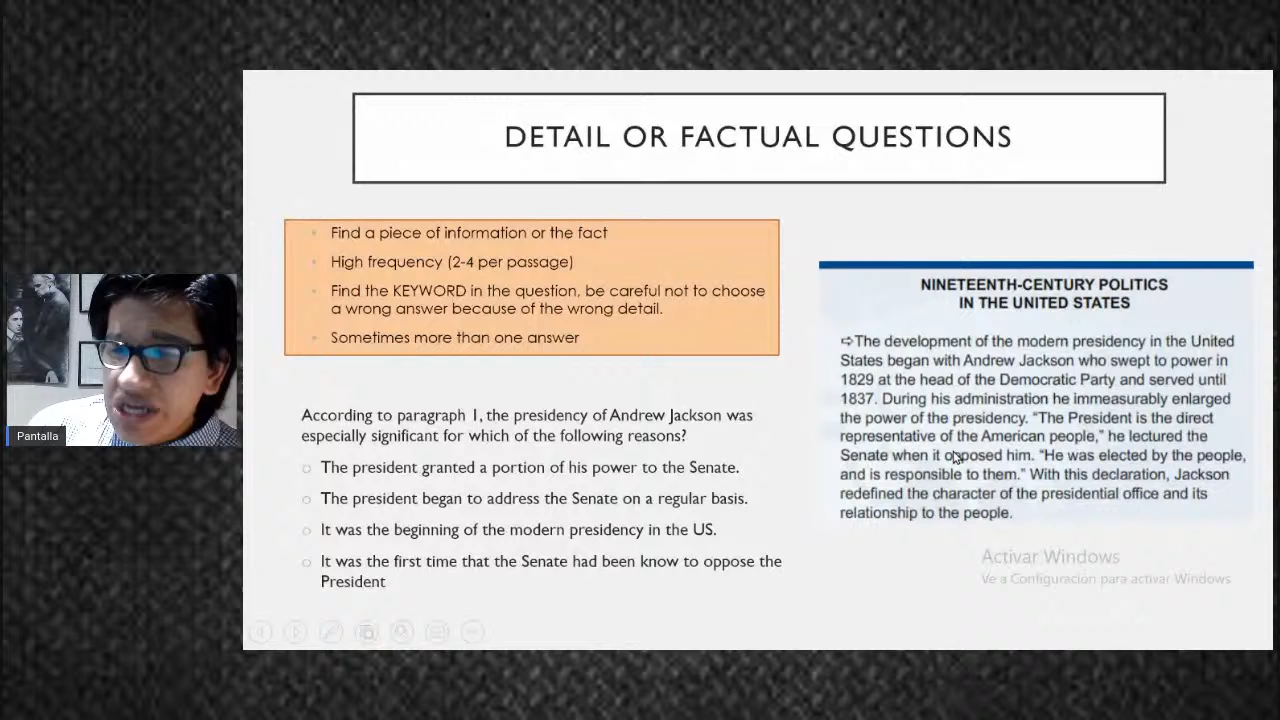 DETAIL OR FACTUAL QUESTIONS
Find a piece of information or the fact
High frequency (2-4 per passage)
Find the KEYWORD in the question, be careful not to choose
a wrong answer because of the wrong detail.
Sometimes more than one answer
According to paragraph 1, the presidency of Andrew Jackson was
especially significant for which of the following reasons?
The president granted a portion of his power to the Senate.
The president began to address the Senate on a regular basis.
It was the beginning of the modern presidency in the US.
It was the first time that the Senate had been know to oppose the
President
NINETEENTH-CENTURY POLITICS
IN THE UNITED STATES
⇨The development of the modern presidency in the United
States began with Andrew Jackson who swept to power in
1829 at the head of the Democratic Party and served until
1837. During his administration he immeasurably enlarged
the power of the presidency. “The President is the direct
representative of the American people,” he lectured the
Senate when it opposed him. “He was elected by the people,
and is responsible to them.” With this declaration, Jackson
redefined the character of the presidential office and its
relationship to the people.
Activar Windows
Ve a Configuración para activar Windows
Pantalla